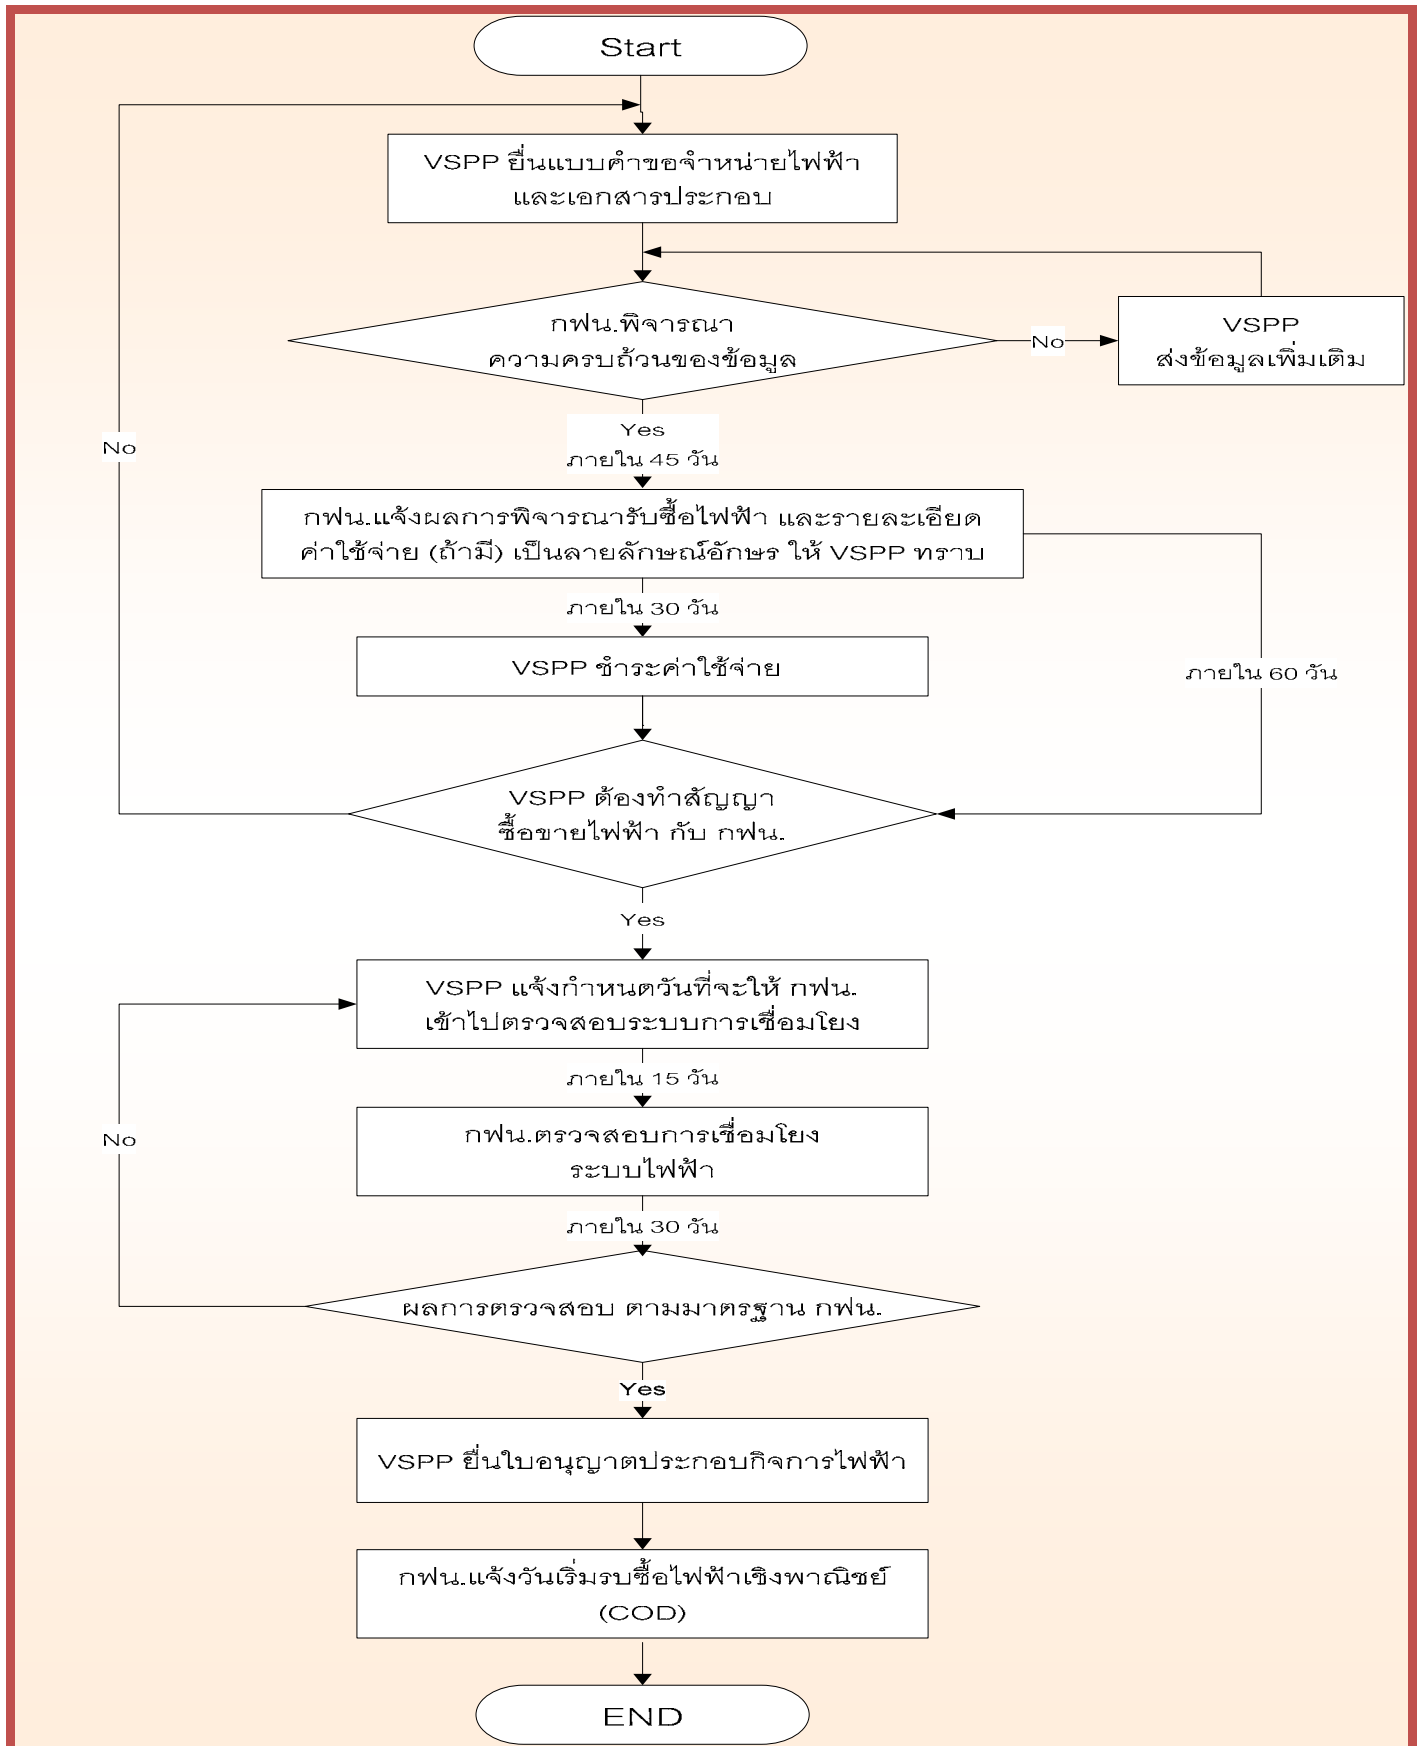 Start
VSPP ยื่นแบบคำขอจำหน่ายไฟฟ้า
และเอกสารประกอบ
กฟน.พิจารณา
ความครบถ้วนของข้อมูล
No
VSPP
ส่งข้อมูลเพิ่มเติม
Yes
ภายใน 45 วัน
No
กฟน.แจ้งผลการพิจารณารับซื้อไฟฟ้า และรายละเอียด
ค่าใช้จ่าย (ถ้ามี) เป็นลายลักษณ์อักษร ให้ VSPP ทราบ
ภายใน 30 วัน
VSPP ชำระค่าใช้จ่าย
ภายใน 60 วัน
VSPP ต้องทำสัญญา
ซื้อขายไฟฟ้า กับ กฟน.
Yes
VSPP แจ้งกำหนดวันที่จะให้ กฟน.
เข้าไปตรวจสอบระบบการเชื่อมโยง
ภายใน 15 วัน
No
กฟน.ตรวจสอบการเชื่อมโยง
ระบบไฟฟ้า
ภายใน 30 วัน
ผลการตรวจสอบ ตามมาตรฐาน กฟน.
Yes
VSPP ยื่นใบอนุญาตประกอบกิจการไฟฟ้า
กฟน.แจ้งวันเริ่มรบซื้อไฟฟ้าเชิงพาณิชย์
(COD)
END